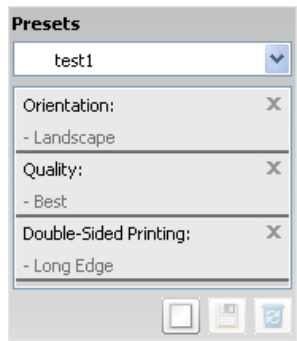 Presets
test1
Orientation:
- Landscape
Quality:
- Best
Double-Sided Printing:
- Long Edge